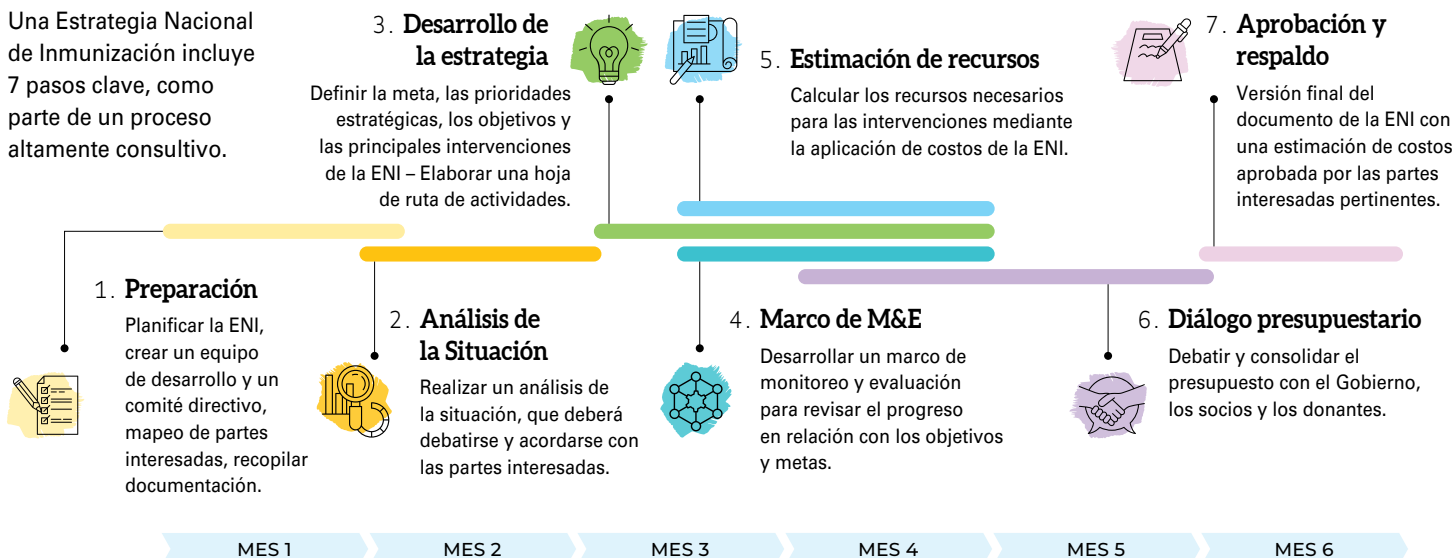 Una Estrategia Nacional
de Inmunización incluye
7 pasos clave, como
parte de un proceso
altamente consultivo.
3. Desarrollo de
la estrategia
Definir la meta, las prioridades
estratégicas, los objetivos y
las principales intervenciones
de la ENI – Elaborar una hoja
de ruta de actividades.
5. Estimación de recursos
Calcular los recursos necesarios
para las intervenciones mediante
la aplicación de costos de la ENI.
7. Aprobación y
respaldo
Versión final del
documento de la ENI con
una estimación de costos
aprobada por las partes
interesadas pertinentes.
1. Preparación
Planificar la ENI,
crear un equipo
de desarrollo y un
comité directivo,
mapeo de partes
interesadas, recopilar
documentación.
2. Análisis de
la Situación
Realizar un análisis de
la situación, que deberá
debatirse y acordarse con
las partes interesadas.
4. Marco de M&E
Desarrollar un marco de
monitoreo y evaluación
para revisar el progreso
en relación con los objetivos
y metas.
6. Diálogo presupuestario
Debatir y consolidar el
presupuesto con el Gobierno,
los socios y los donantes.
MES 1
MES 2
MES 3
MES 4
MES 5
MES 6